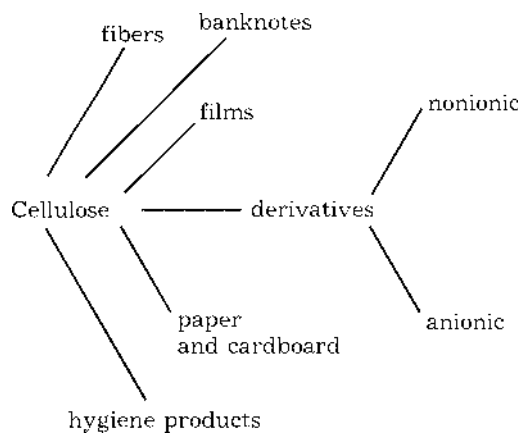 banknotes
fibers
films
nonionic
Cellulose
derivatives
paper
and cardboard
anionic
hygiene products